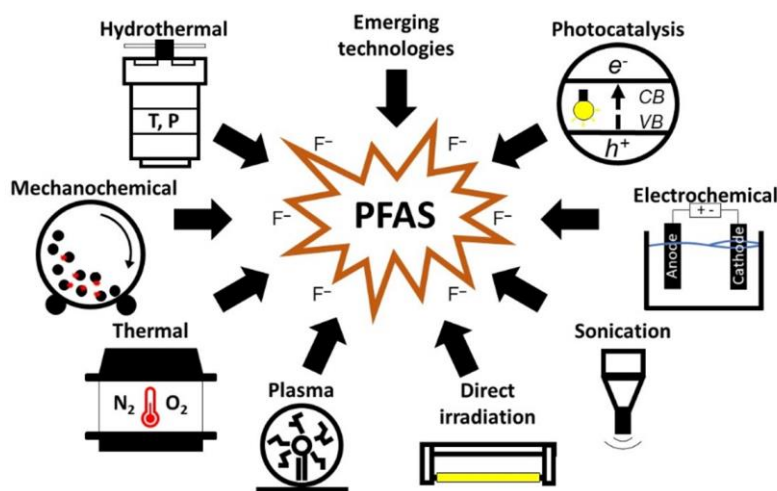 Hydrothermal
Emerging
technologies
Photocatalysis
T, P
e⁻
CB
VB
h⁺
F⁻
F⁻
F⁻
F⁻
F⁻
F⁻
PFAS
Mechanochemical
Electrochemical
+ -
Anode
Cathode
Thermal
N₂ O₂
Plasma
Direct
irradiation
Sonication